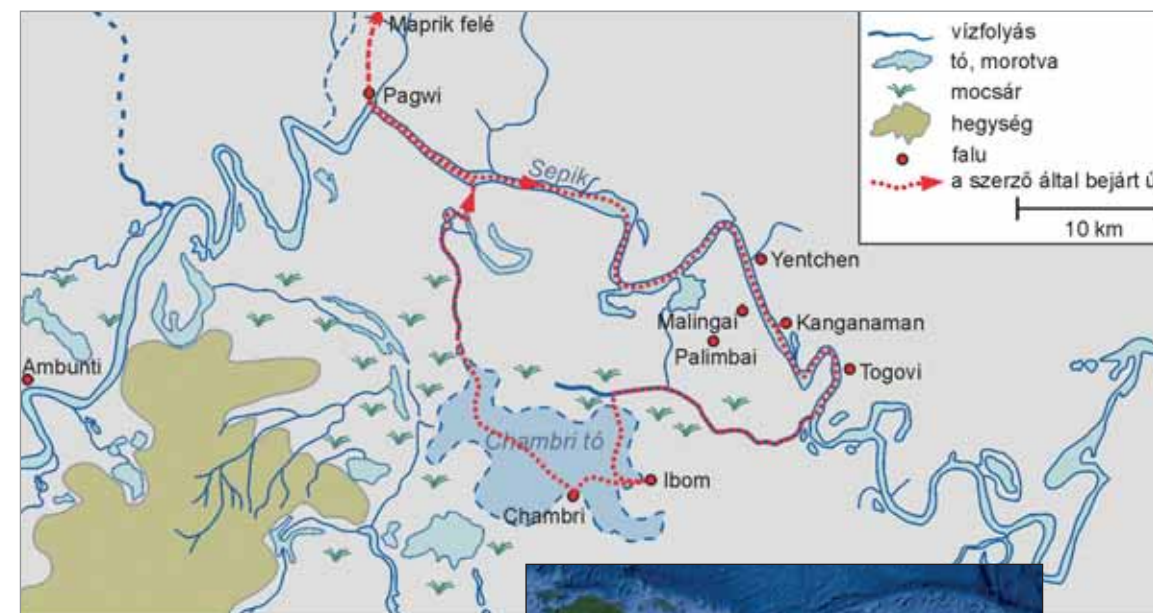 Maprik felé
Pagwi
Sepik
Yentchen
Malingai
Kanganaman
Palimbai
Togovi
Ambunti
Chambri tó
Ibom
Chambri
vízfolyás
tó, morotva
mocsár
hegység
falu
a szerző által bejárt ú
10 km